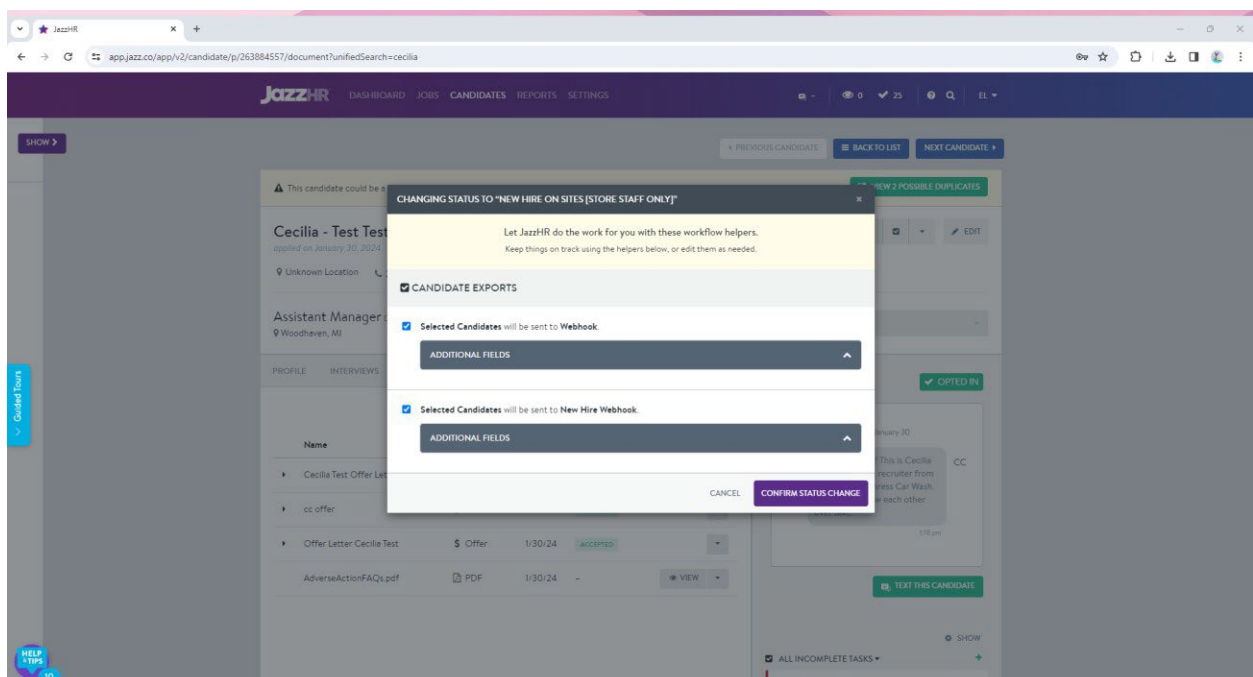 JazzHR
app.jazz.co/app/v2/candidate/p/263884557/document?unifiedSearch=cecilia
JAZZHR DASHBOARD JOBS CANDIDATES REPORTS SETTINGS 0 25 EL
SHOW
PREVIOUS CANDIDATE BACK TO LIST NEXT CANDIDATE
This candidate could be a VIEW 2 POSSIBLE DUPLICATES
CHANGING STATUS TO "NEW HIRE ON SITES [STORE STAFF ONLY]"
Cecilia - Test Test EDIT
applied on January 30, 2024
Unknown Location
Let JazzHR do the work for you with these workflow helpers.
Keep things on track using the helpers below, or edit them as needed.
CANDIDATE EXPORTS
Assistant Manager
Woodhaven, MI
Selected Candidates will be sent to Webhook.
ADDITIONAL FIELDS
PROFILE INTERVIEWS
OPTED IN
Guided Tours
Selected Candidates will be sent to New Hire Webhook.
ADDITIONAL FIELDS
January 30
This is Cecilia
recruiter from
ress Car Wash.
w each other
CC
1:18 pm
CANCEL CONFIRM STATUS CHANGE
Name
Cecilia Test Offer Let
cc offer
Offer Letter Cecilia Test $ Offer 1/30/24 ACCEPTED
AdverseActionFAQs.pdf PDF 1/30/24 - VIEW
TEXT THIS CANDIDATE
SHOW
ALL INCOMPLETE TASKS +
HELP
& TIPS
10